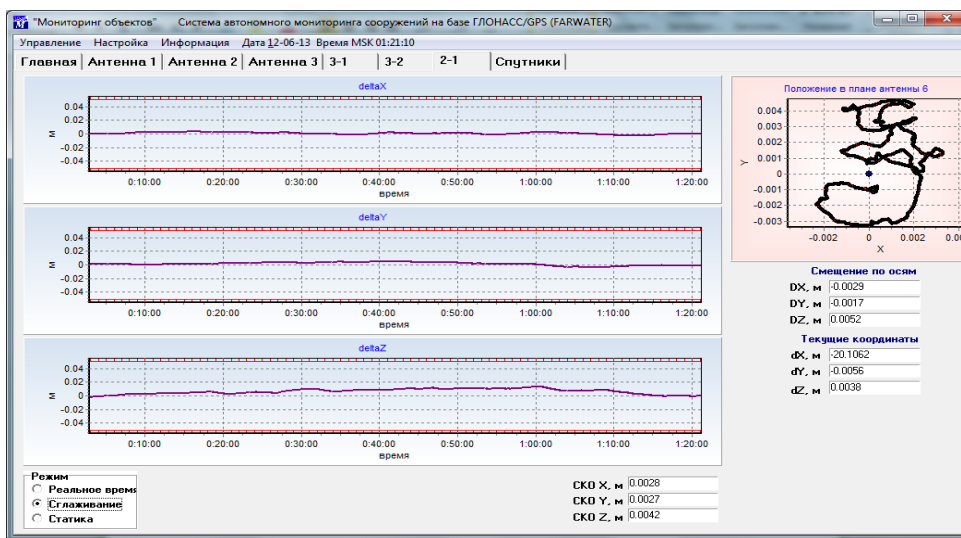 "Мониторинг объектов" Система автономного мониторинга сооружений на базе ГЛОНАСС/GPS (FARWATER)
Управление Настройка Информация Дата 12-06-13 Время MSK 01:21:10
Главная Антенна 1 Антенна 2 Антенна 3 3-1 3-2 2-1 Спутники
deltaX
0.04
0.02
0
-0.02
-0.04
М
0:10:00 0:20:00 0:30:00 0:40:00 0:50:00 1:00:00 1:10:00 1:20:00
время
deltaY
0.04
0.02
0
-0.02
-0.04
М
0:10:00 0:20:00 0:30:00 0:40:00 0:50:00 1:00:00 1:10:00 1:20:00
время
deltaZ
0.04
0.02
0
-0.02
-0.04
М
0:10:00 0:20:00 0:30:00 0:40:00 0:50:00 1:00:00 1:10:00 1:20:00
время
Положение в плане антенны 6
0.004
0.003
0.002
0.001
0
-0.001
-0.002
-0.003
Y
-0.002 0 0.002 0.00
X
Смещение по осям
DX, м -0.0029
DY, м -0.0017
DZ, м 0.0052
Текущие координаты
dX, м -20.1062
dY, м -0.0056
dZ, м 0.0038
Режим
Реальное время
Сглаживание
Статика
СКО X, м 0.0028
СКО Y, м 0.0027
СКО Z, м 0.0042